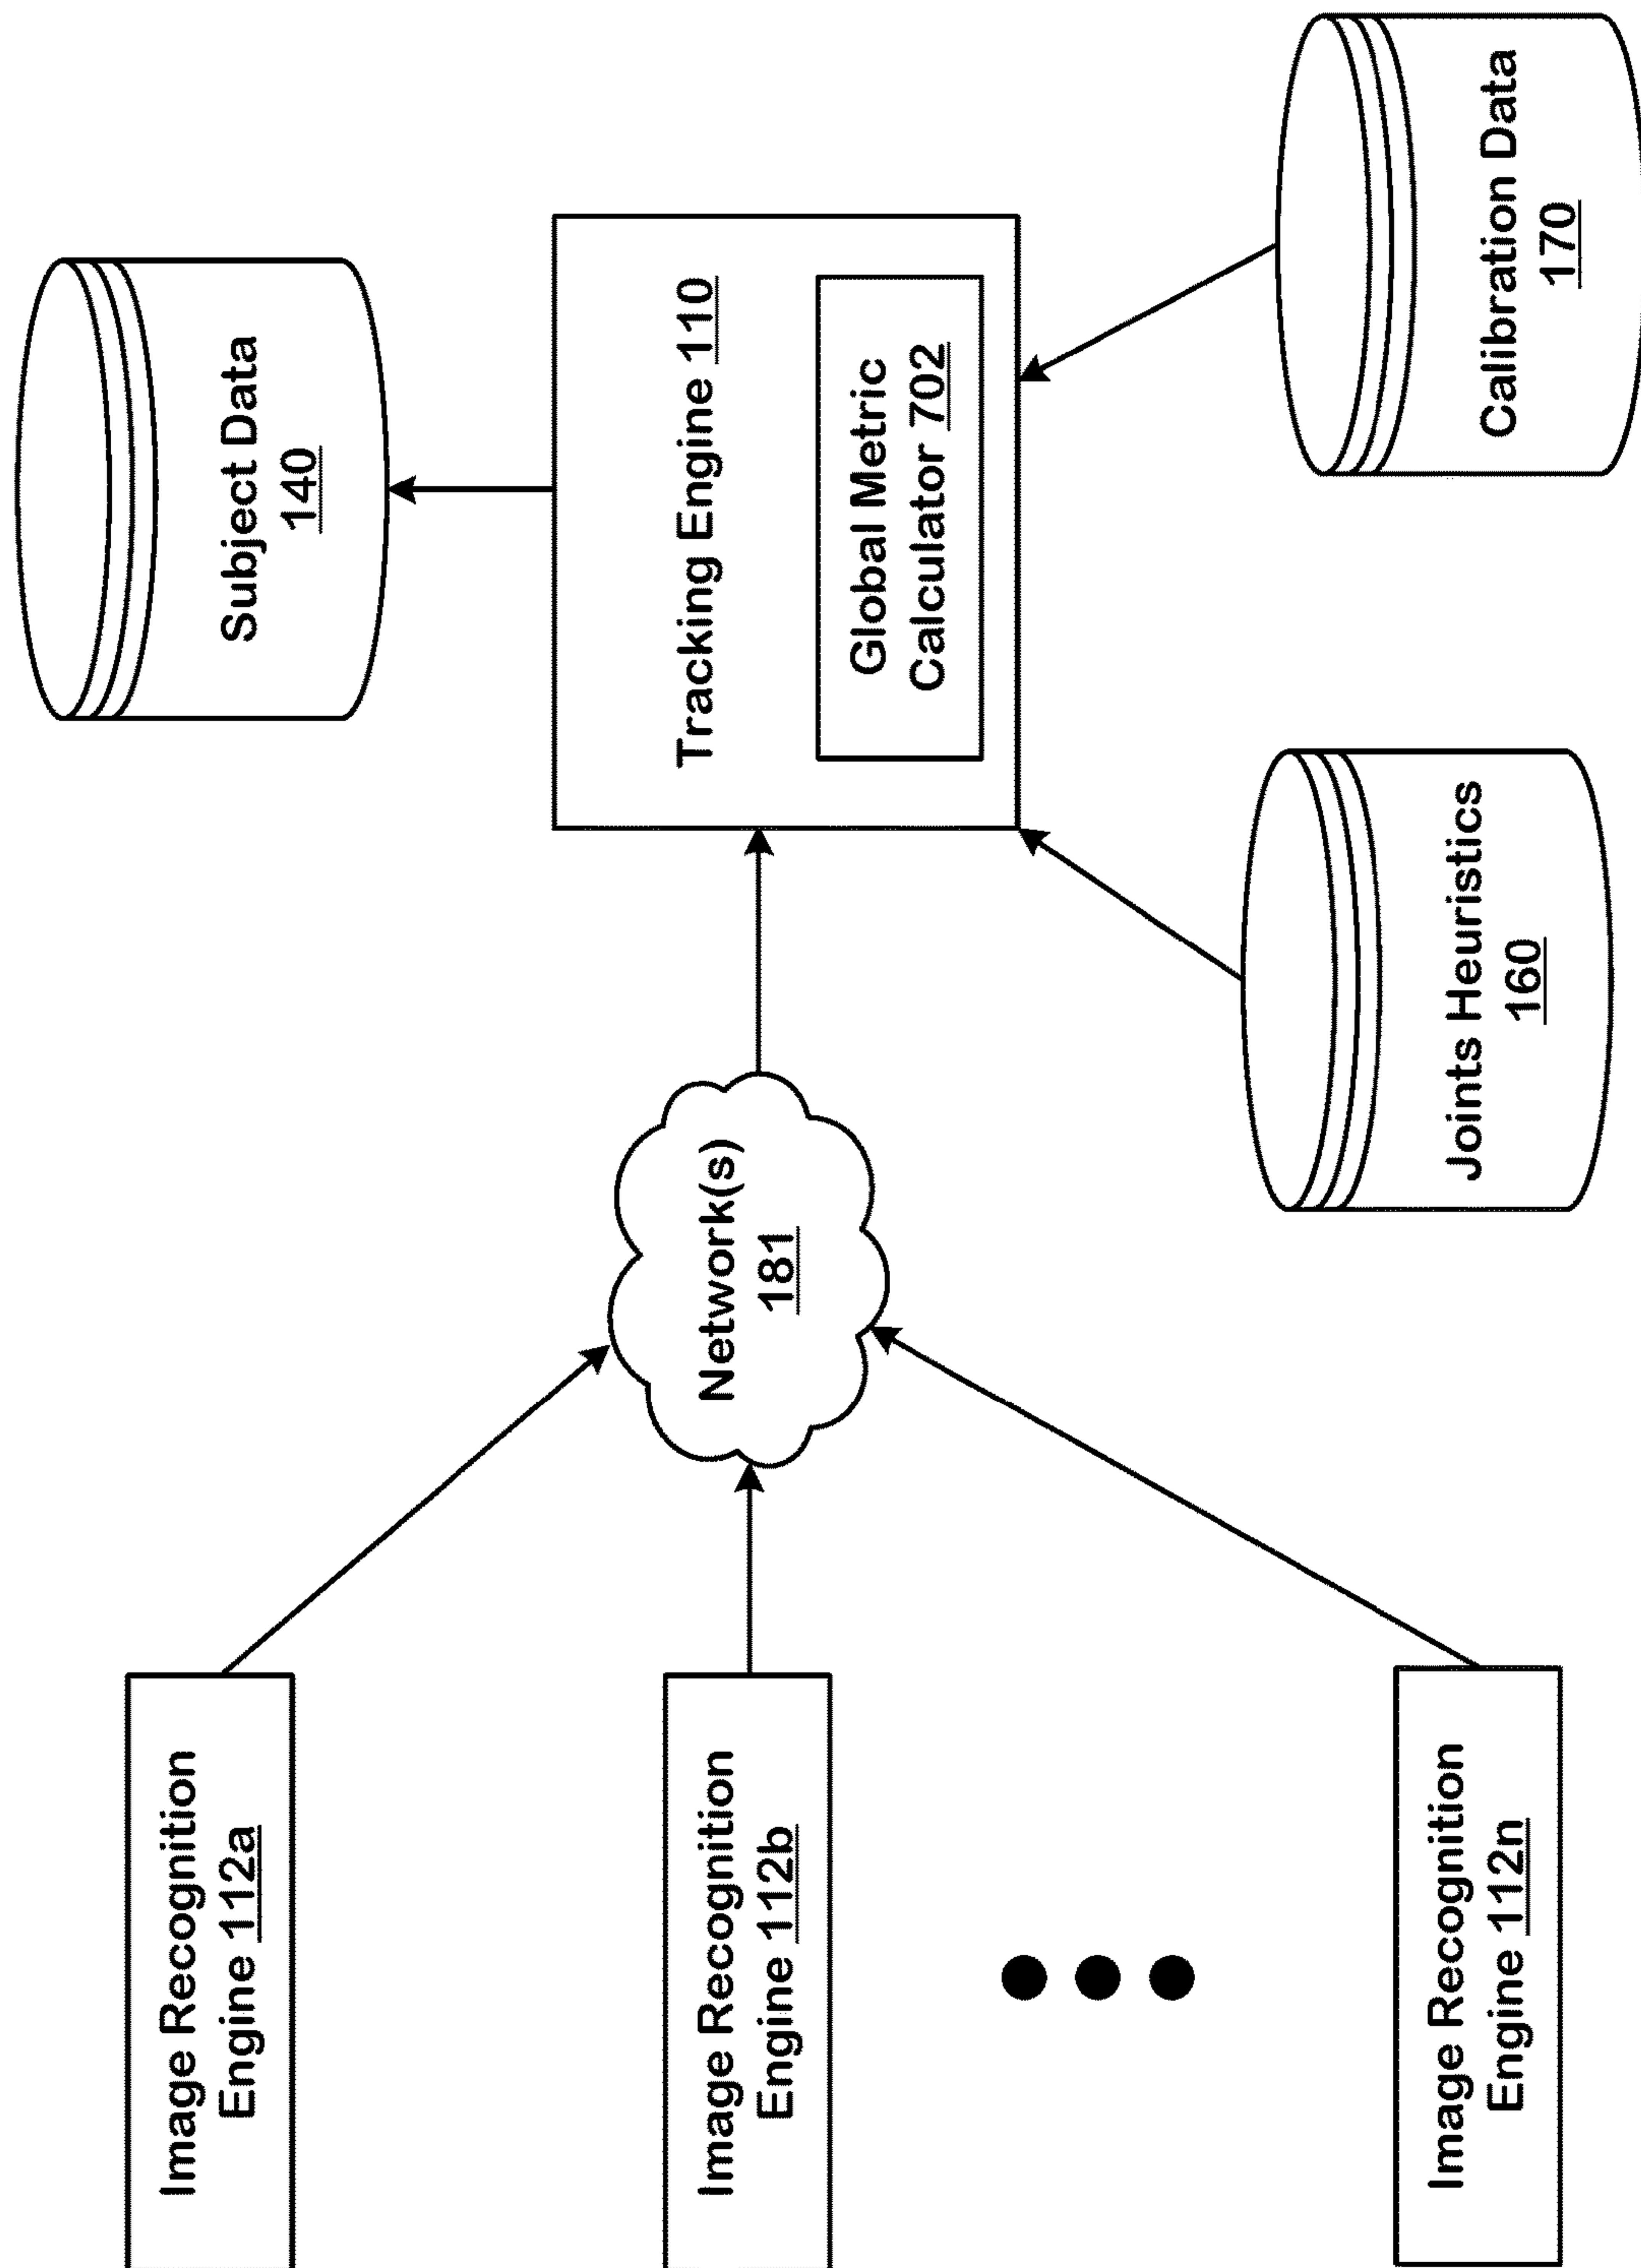 Image Recognition
Engine 112a
Image Recognition
Engine 112b
Image Recognition
Engine 112n
Network(s)
181
Subject Data
140
Tracking Engine 110
Global Metric
Calculator 702
Joints Heuristics
160
Calibration Data
170